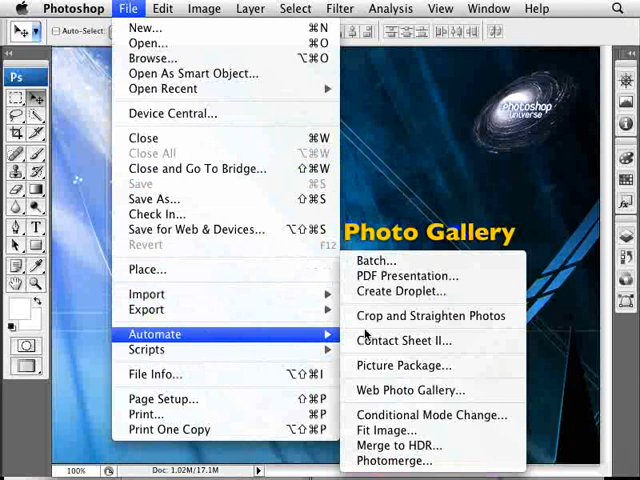 Photoshop File Edit Image Layer Select Filter Analysis View Window Help
Auto-Select:
Ps
New... ⌘N
Open... ⌘O
Browse... ⌥⌘O
Open As Smart Object...
Open Recent
Device Central...
Close ⌘W
Close All ⌥⌘W
Close and Go To Bridge... ⇧⌘W
Save ⌘S
Save As... ⇧⌘S
Check In...
Save for Web & Devices... ⌥⇧⌘S
Revert F12
Place...
Import
Export
Automate
Scripts
File Info... ⌥⇧⌘I
Page Setup... ⇧⌘P
Print... ⌘P
Print One Copy ⌥⇧⌘P
photoshop
universe
Photo Gallery
Batch...
PDF Presentation...
Create Droplet...
Crop and Straighten Photos
Contact Sheet II...
Picture Package...
Web Photo Gallery...
Conditional Mode Change...
Fit Image...
Merge to HDR...
Photomerge...
100% Doc: 1.02M/17.1M